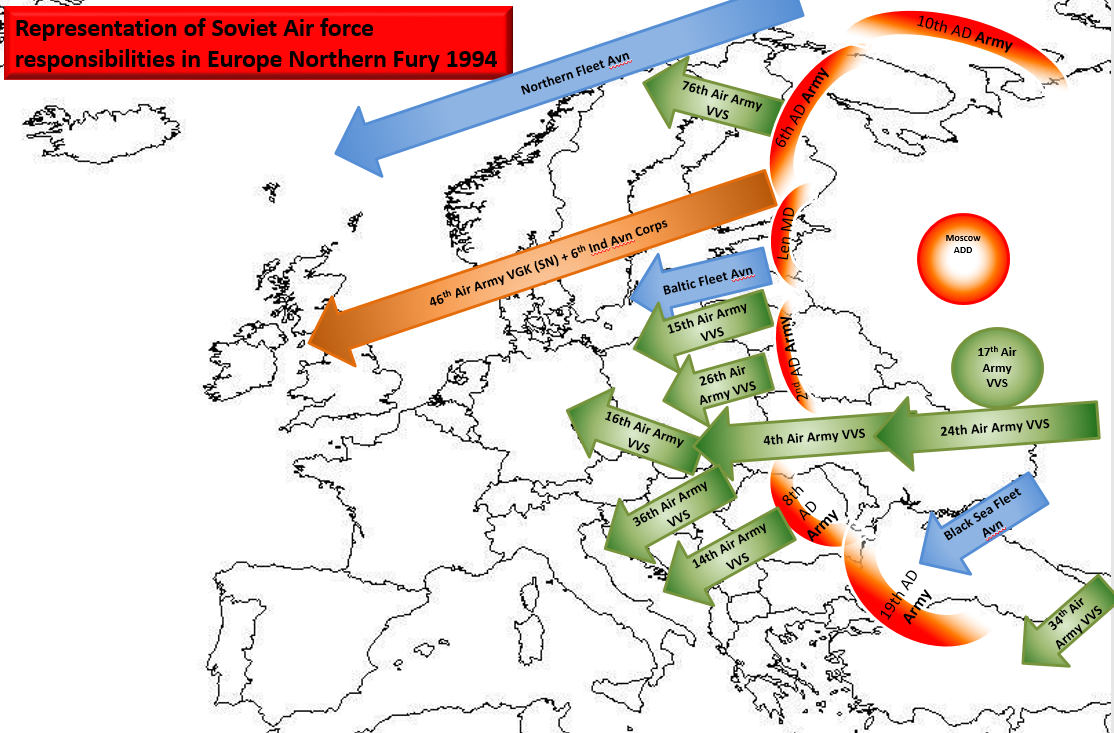 Representation of Soviet Air force
responsibilities in Europe Northern Fury 1994
10th AD Army
Northern Fleet Avn
76th Air Army
VVS
6th AD Army
46th Air Army VGK (SN) + 6th Ind Avn Corps
Len MD
Moscow
ADD
Baltic Fleet Avn
15th Air Army
VVS
2nd AD Army
17th Air
Army
VVS
26th Air
Army VVS
16th Air Army
VVS
4th Air Army VVS
24th Air Army VVS
36th Air Army
VVS
8th
AD
Army
Black Sea Fleet
Avn
14th Air Army
VVS
19th AD
Army
34th Air
Army VVS